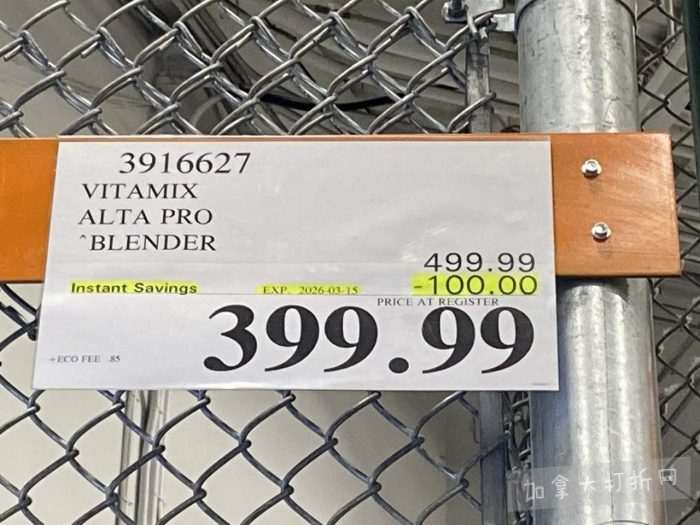 3916627
VITAMIX
ALTA PRO
^BLENDER
499.99
Instant Savings EXP. 2026-03-15 -100.00
PRICE AT REGISTER
399.99
+ECO FEE .85
加拿大打折网